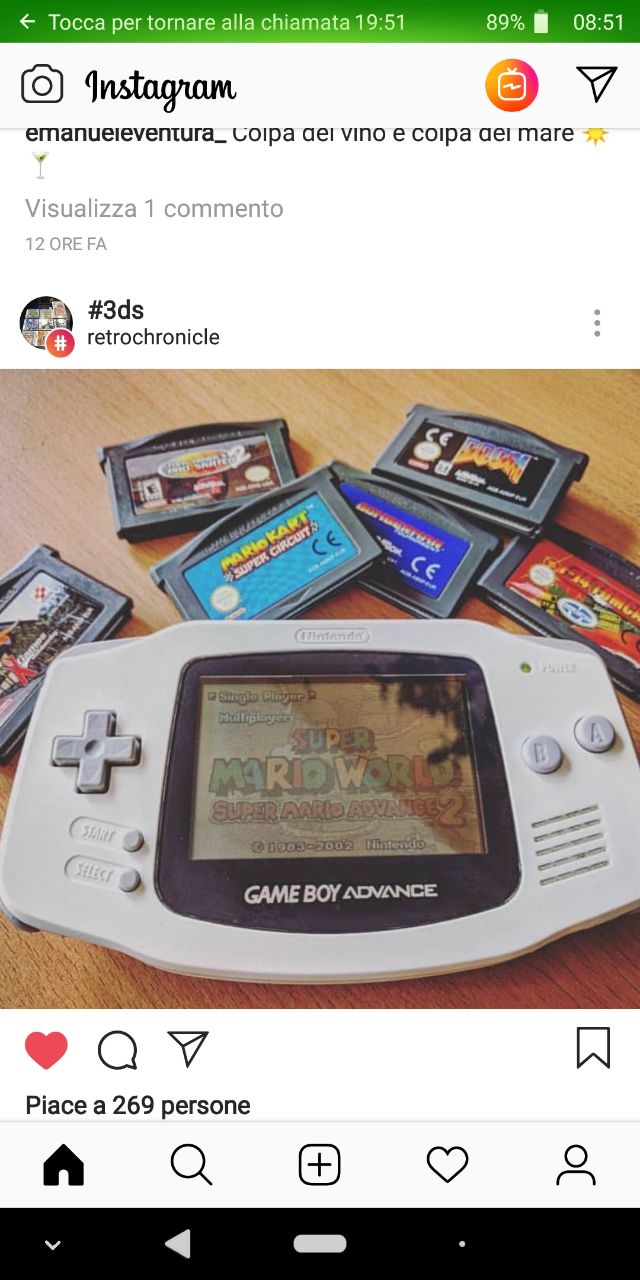 Tocca per tornare alla chiamata 19:51 89% 08:51
Instagram
emanueleventura_ Colpa del vino e colpa del mare
Visualizza 1 commento
12 ORE FA
#3ds
retrochronicle
DOOM
MARIO KART
SUPER CIRCUIT
BOMBERMAN
Nintendo
POWER
Single Player
Multiplayer
SUPER
MARIO WORLD
SUPER MARIO ADVANCE 2
© 1983-2002 Nintendo
B A
START
SELECT
GAME BOY ADVANCE
Piace a 269 persone